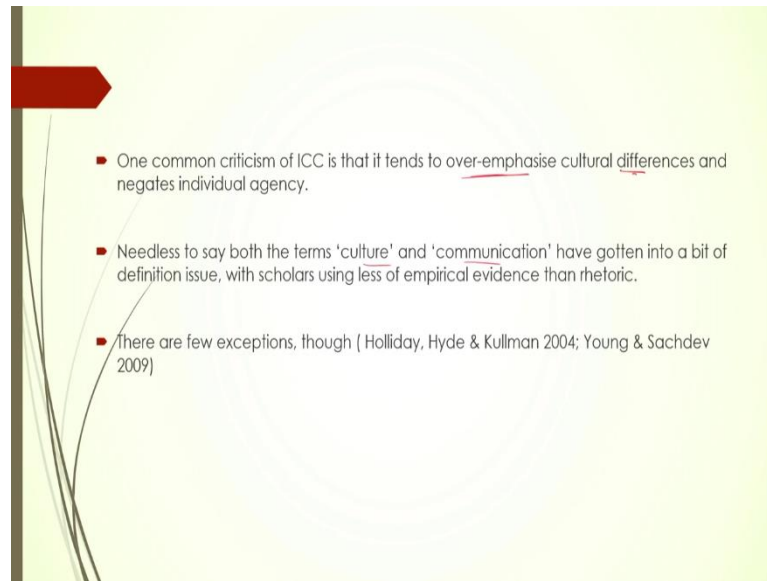 One common criticism of ICC is that it tends to over-emphasise cultural differences and
negates individual agency.
Needless to say both the terms 'culture' and 'communication' have gotten into a bit of
definition issue, with scholars using less of empirical evidence than rhetoric.
There are few exceptions, though ( Holliday, Hyde & Kullman 2004; Young & Sachdev
2009)